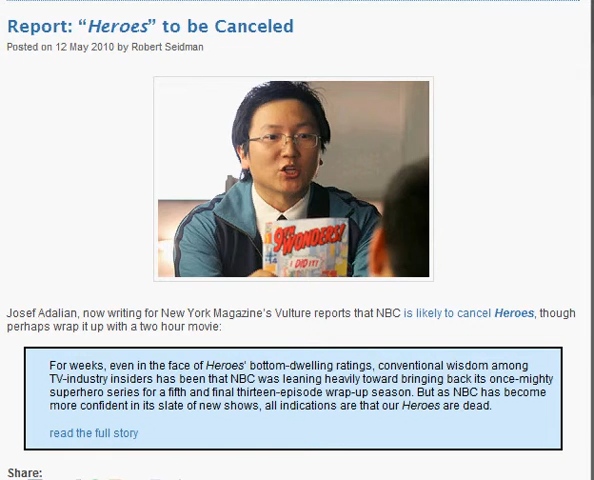 Report: “Heroes” to be Canceled
Posted on 12 May 2010 by Robert Seidman
9TH WONDERS!
I DID IT!
Josef Adalian, now writing for New York Magazine’s Vulture reports that NBC is likely to cancel Heroes, though
perhaps wrap it up with a two hour movie:
For weeks, even in the face of Heroes‘ bottom-dwelling ratings, conventional wisdom among
TV-industry insiders has been that NBC was leaning heavily toward bringing back its once-mighty
superhero series for a fifth and final thirteen-episode wrap-up season. But as NBC has become
more confident in its slate of new shows, all indications are that our Heroes are dead.
read the full story
Share: